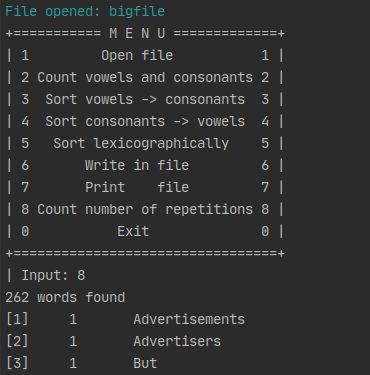 File opened: bigfile
+=========== M E N U =============+
| 1         Open file           1 |
| 2 Count vowels and consonants 2 |
| 3  Sort vowels -> consonants  3 |
| 4  Sort consonants -> vowels  4 |
| 5   Sort lexicographically    5 |
| 6       Write in file         6 |
| 7       Print    file         7 |
| 8 Count number of repetitions 8 |
| 0           Exit              0 |
+=================================+
| Input: 8
262 words found
[1]     1       Advertisements
[2]     1       Advertisers
[3]     1       But